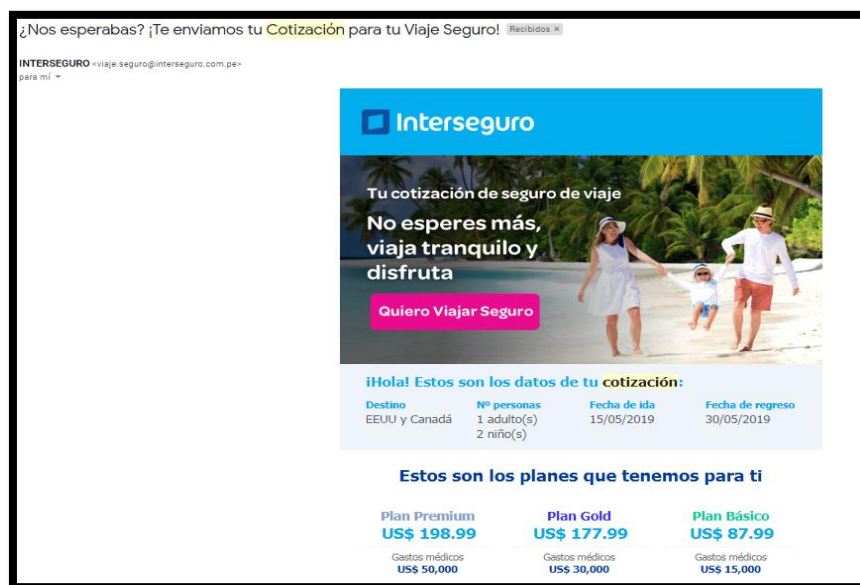 ¿Nos esperabas? ¡Te enviamos tu Cotización para tu Viaje Seguro! Recibidos ×
INTERSEGURO <viaje.seguro@interseguro.com.pe>
para mí
Interseguro
Tu cotización de seguro de viaje
No esperes más,
viaja tranquilo y
disfruta
Quiero Viajar Seguro
¡Hola! Estos son los datos de tu cotización:
Destino Nº personas Fecha de ida Fecha de regreso
EEUU y Canadá 1 adulto(s) 15/05/2019 30/05/2019
2 niño(s)
Estos son los planes que tenemos para ti
Plan Premium Plan Gold Plan Básico
US$ 198.99 US$ 177.99 US$ 87.99
Gastos médicos Gastos médicos Gastos médicos
US$ 50,000 US$ 30,000 US$ 15,000